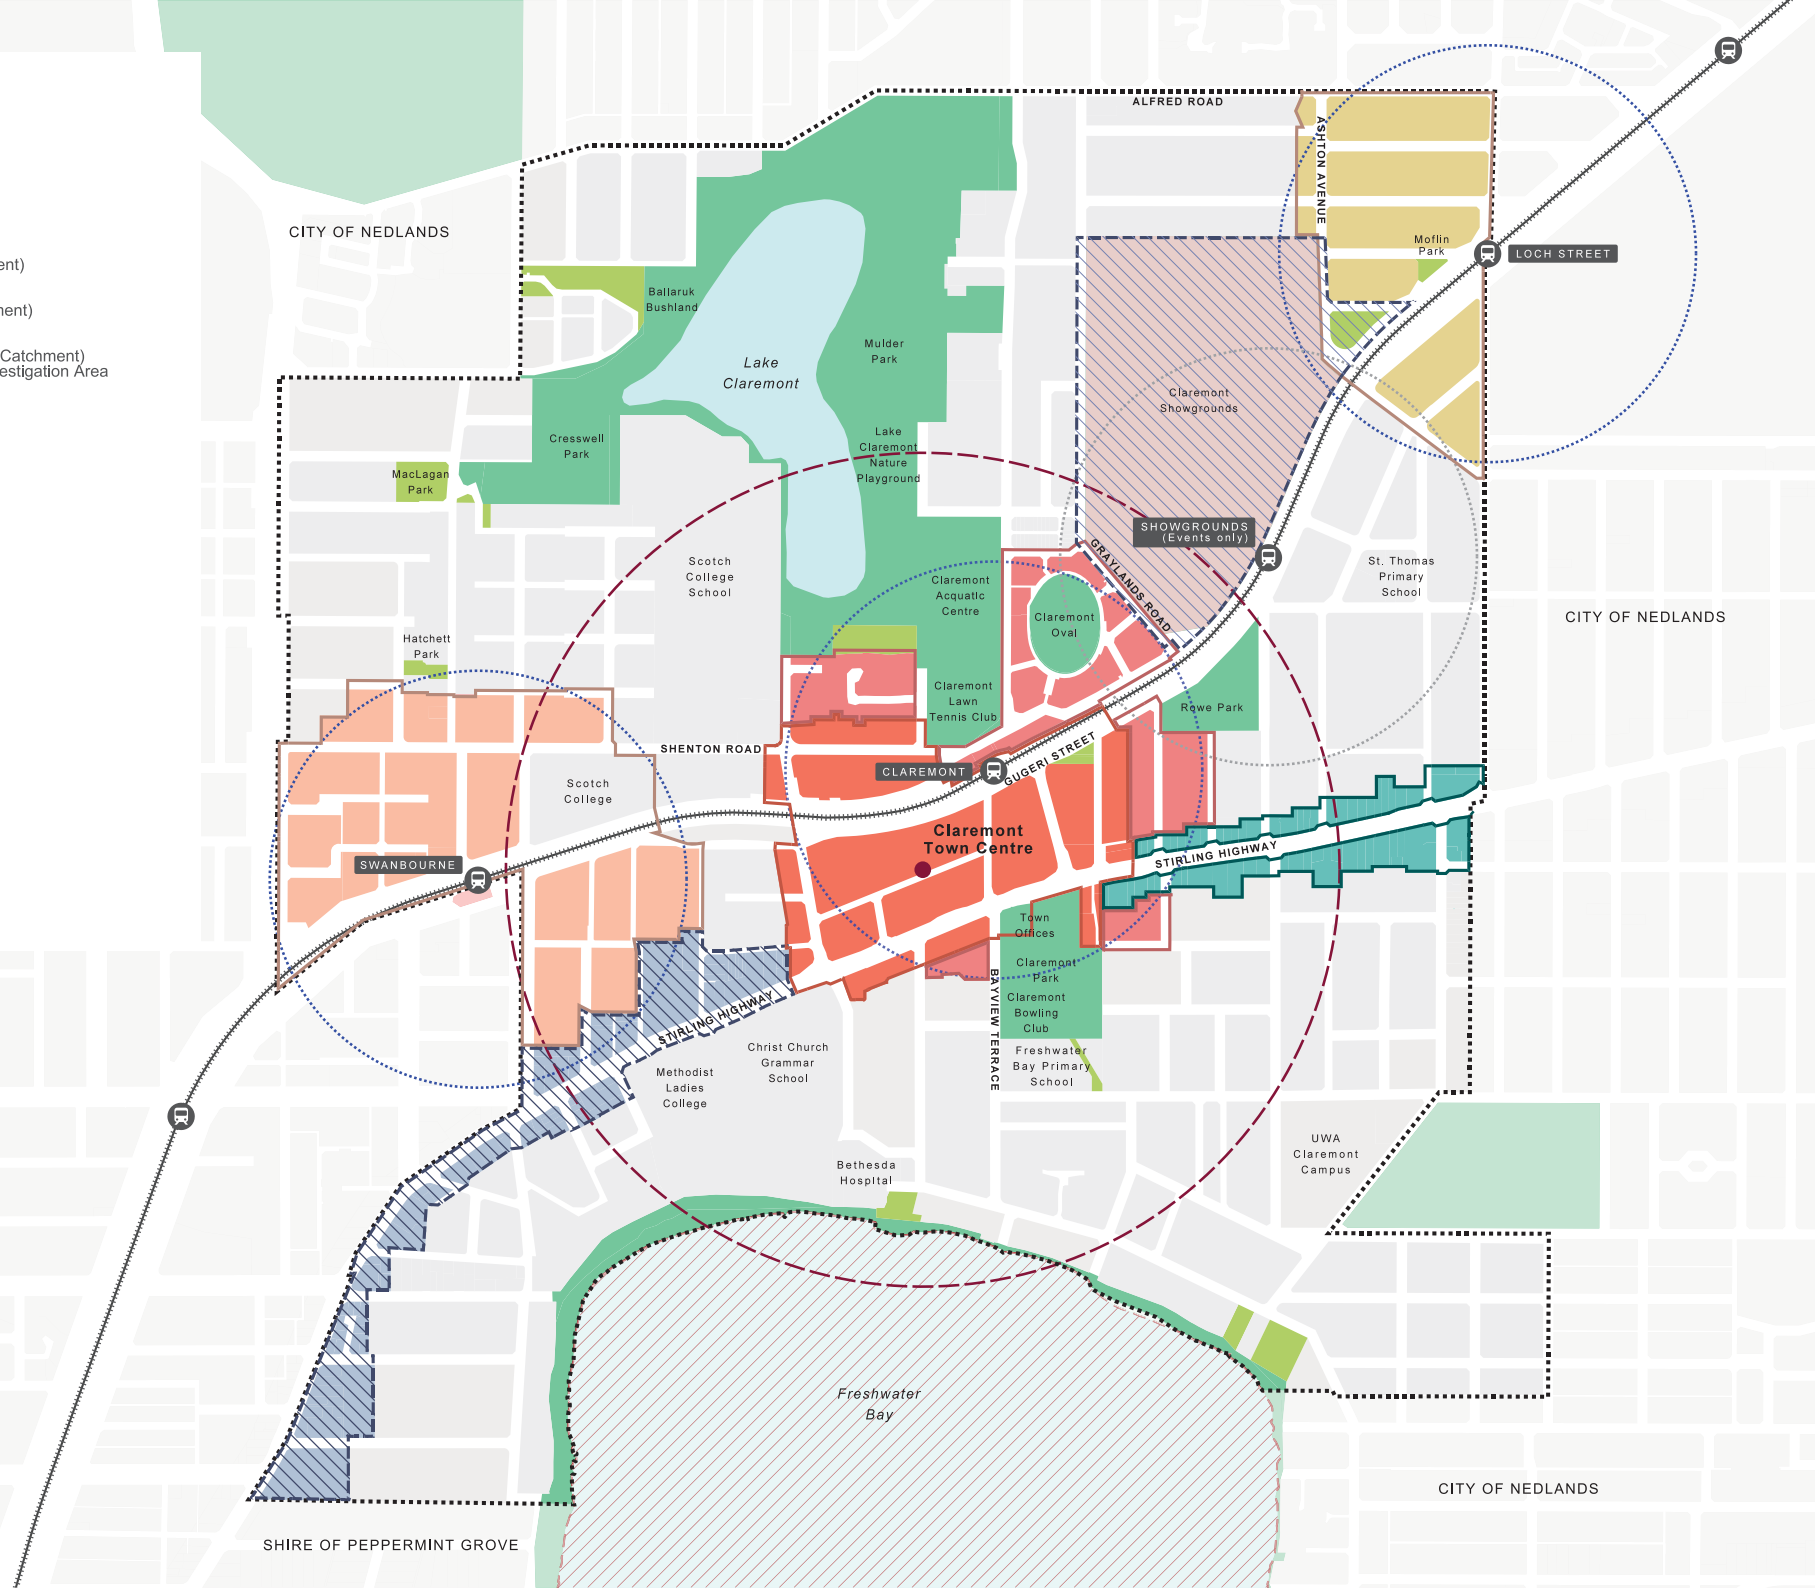 ALFRED ROAD
ASHTON AVENUE
CITY OF NEDLANDS
Moflin
Park
LOCH STREET
ent)
nent)
Catchment)
estigation Area
Ballaruk
Bushland
Mulder
Park
Lake
Claremont
Claremont
Showgrounds
Cresswell
Park
Lake
Claremont
Nature
Playground
MacLagan
Park
SHOWGROUNDS
(Events only)
GRAYLANDS ROAD
Scotch
College
School
Claremont
Acquatic
Centre
St. Thomas
Primary
School
Claremont
Oval
CITY OF NEDLANDS
Hatchett
Park
Claremont
Lawn
Tennis Club
Rowe Park
SHENTON ROAD
CLAREMONT
GUGERI STREET
Scotch
College
Claremont
Town Centre
SWANBOURNE
STIRLING HIGHWAY
Town
Offices
Claremont
Park
BAYVIEW TERRACE
Claremont
Bowling
Club
STIRLING HIGHWAY
Christ Church
Grammar
School
Freshwater
Bay Primary
School
Methodist
Ladies
College
UWA
Claremont
Campus
Bethesda
Hospital
Freshwater
Bay
CITY OF NEDLANDS
SHIRE OF PEPPERMINT GROVE